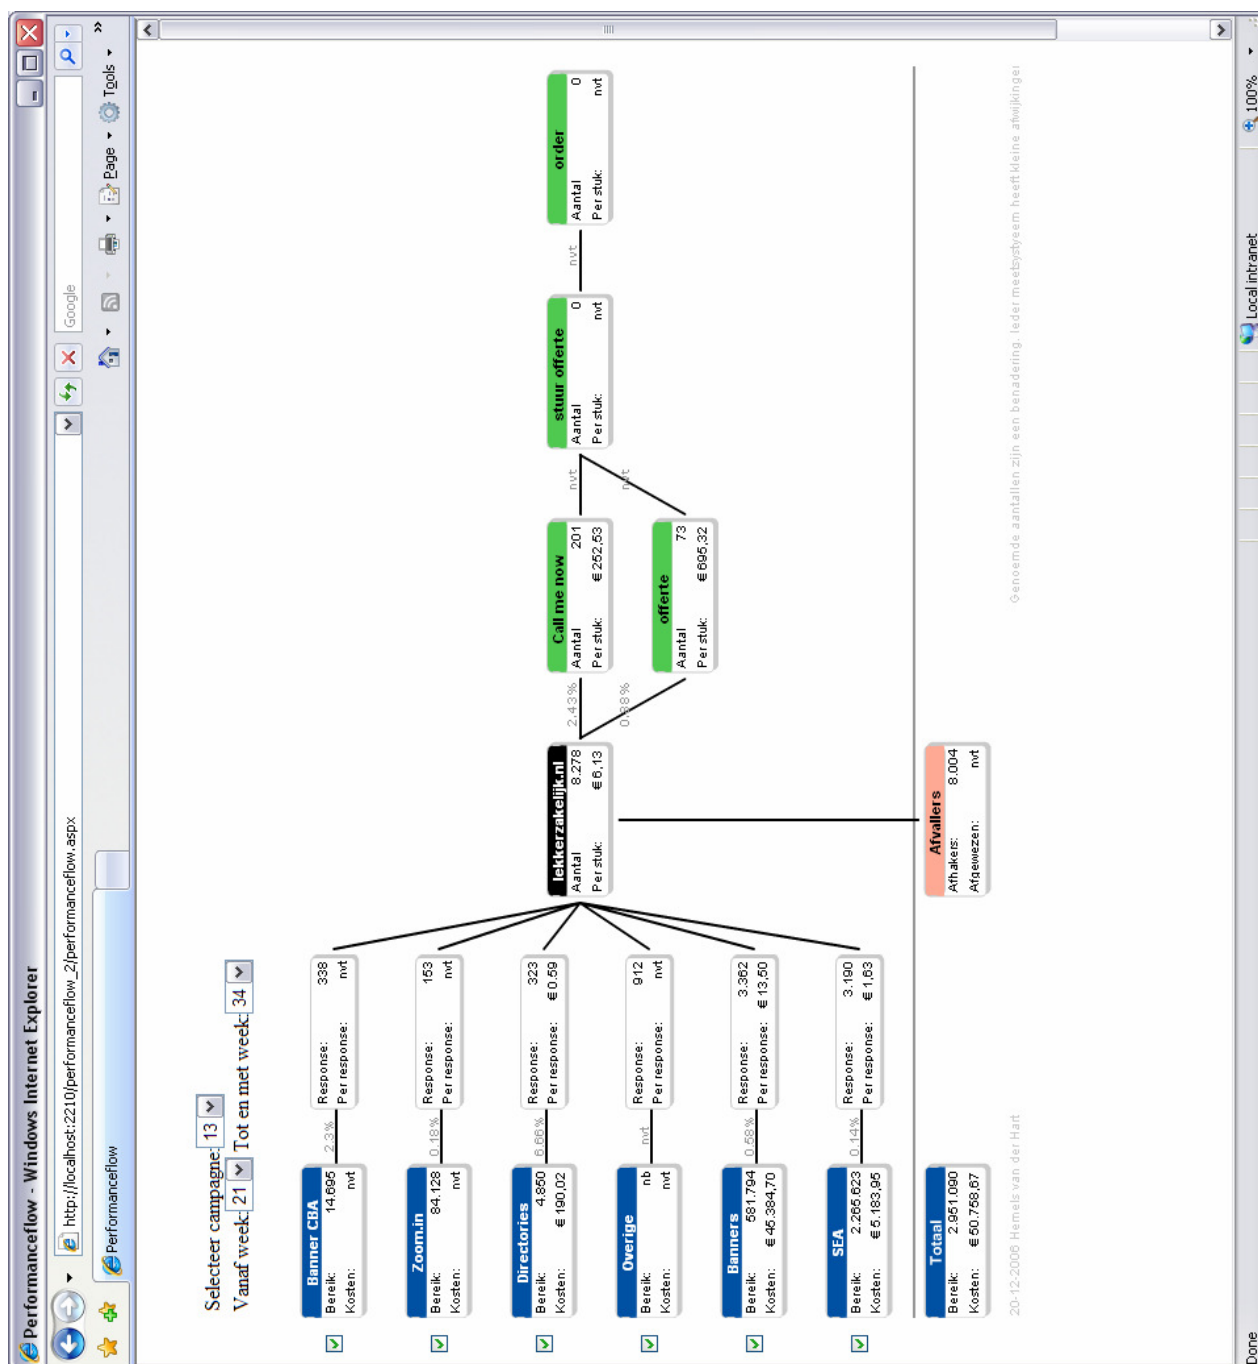 Performanceflow - Windows Internet Explorer
http://localhost:2210/performanceflow_2/performanceflow.aspx
Google
Performanceflow
Page
Tools
Selecteer campagne: 13
Vanaf week: 21 Tot en met week: 34
Banner CBA
Bereik: 14.695
Kosten: nvt
2.3%
Response: 338
Per response: nvt
Zoom.in
Bereik: 84.128
Kosten: nvt
0.18%
Response: 153
Per response: nvt
Directories
Bereik: 4.850
Kosten: € 190,02
6.66%
Response: 323
Per response: € 0.59
Overige
Bereik: nb
Kosten: nvt
nvt
Response: 912
Per response: nvt
Banners
Bereik: 581.794
Kosten: € 45.384,70
0.58%
Response: 3.362
Per response: € 13,50
SEA
Bereik: 2.265.623
Kosten: € 5.183,95
0.14%
Response: 3.190
Per response: € 1,63
lekkerzakelijk.nl
Aantal 8.278
Per stuk: € 6,13
2.43%
0.88%
Call me now
Aantal 201
Per stuk: € 252,53
offerte
Aantal 73
Per stuk: € 695,32
nvt
nvt
stuur offerte
Aantal 0
Per stuk: nvt
nvt
order
Aantal 0
Per stuk: nvt
Totaal
Bereik: 2.951.090
Kosten: € 50.758,67
Afvallers
Afhakers: 8.004
Afgewezen: nvt
20-12-2006 Hemels van der Hart
Genoemde aantallen zijn een benadering. Ieder meetsystyeem heeft kleine afwijkinger
Done
Local intranet
100%